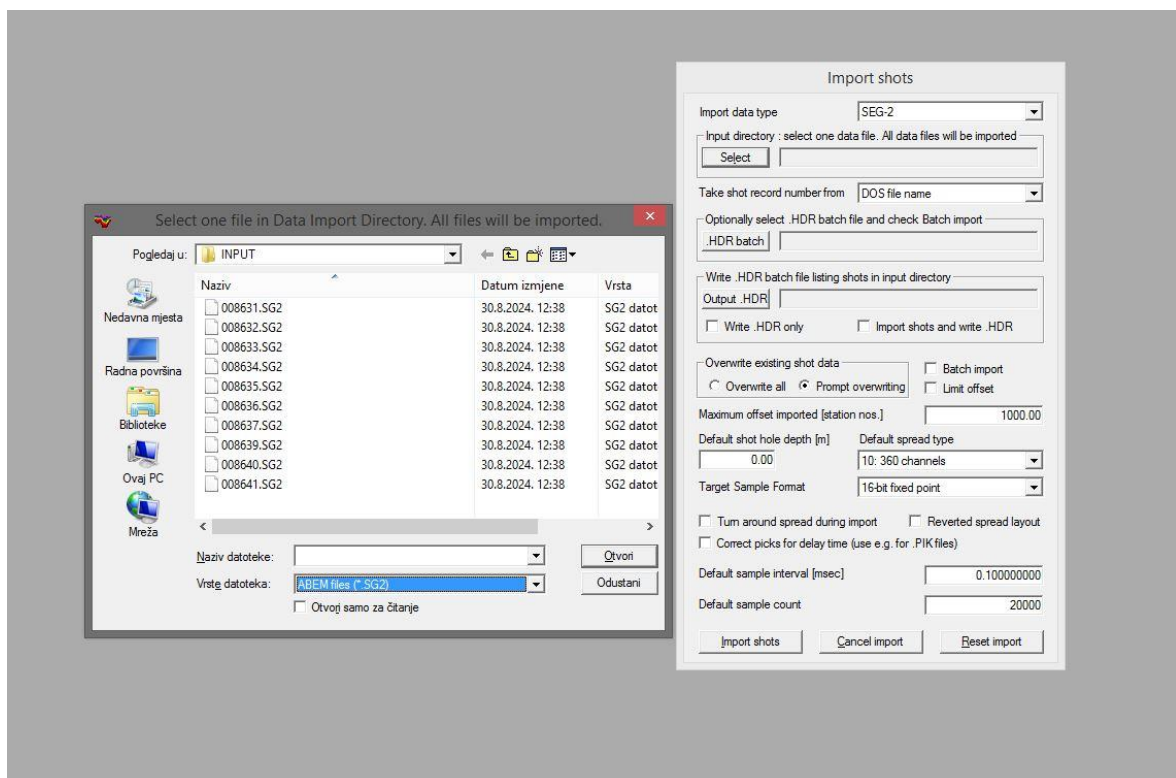 Select one file in Data Import Directory. All files will be imported.
Pogledaj u:
INPUT
Nedavna mjesta
Radna površina
Biblioteke
Ovaj PC
Mreža
Naziv Datum izmjene Vrsta
008631.SG2 30.8.2024. 12:38 SG2 datot
008632.SG2 30.8.2024. 12:38 SG2 datot
008633.SG2 30.8.2024. 12:38 SG2 datot
008634.SG2 30.8.2024. 12:38 SG2 datot
008635.SG2 30.8.2024. 12:38 SG2 datot
008636.SG2 30.8.2024. 12:38 SG2 datot
008637.SG2 30.8.2024. 12:38 SG2 datot
008639.SG2 30.8.2024. 12:38 SG2 datot
008640.SG2 30.8.2024. 12:38 SG2 datot
008641.SG2 30.8.2024. 12:38 SG2 datot
Naziv datoteke: Otvori
Vrste datoteka: ABEM files (*.SG2) Odustani
Otvori samo za čitanje
Import shots
Import data type SEG-2
Input directory : select one data file. All data files will be imported
Select
Take shot record number from DOS file name
Optionally select .HDR batch file and check Batch import
.HDR batch
Write .HDR batch file listing shots in input directory
Output .HDR
Write .HDR only Import shots and write .HDR
Overwrite existing shot data
Overwrite all Prompt overwriting
Batch import
Limit offset
Maximum offset imported [station nos.] 1000.00
Default shot hole depth [m] Default spread type
0.00 10: 360 channels
Target Sample Format 16-bit fixed point
Turn around spread during import Reverted spread layout
Correct picks for delay time (use e.g. for .PIK files)
Default sample interval [msec] 0.100000000
Default sample count 20000
Import shots Cancel import Reset import